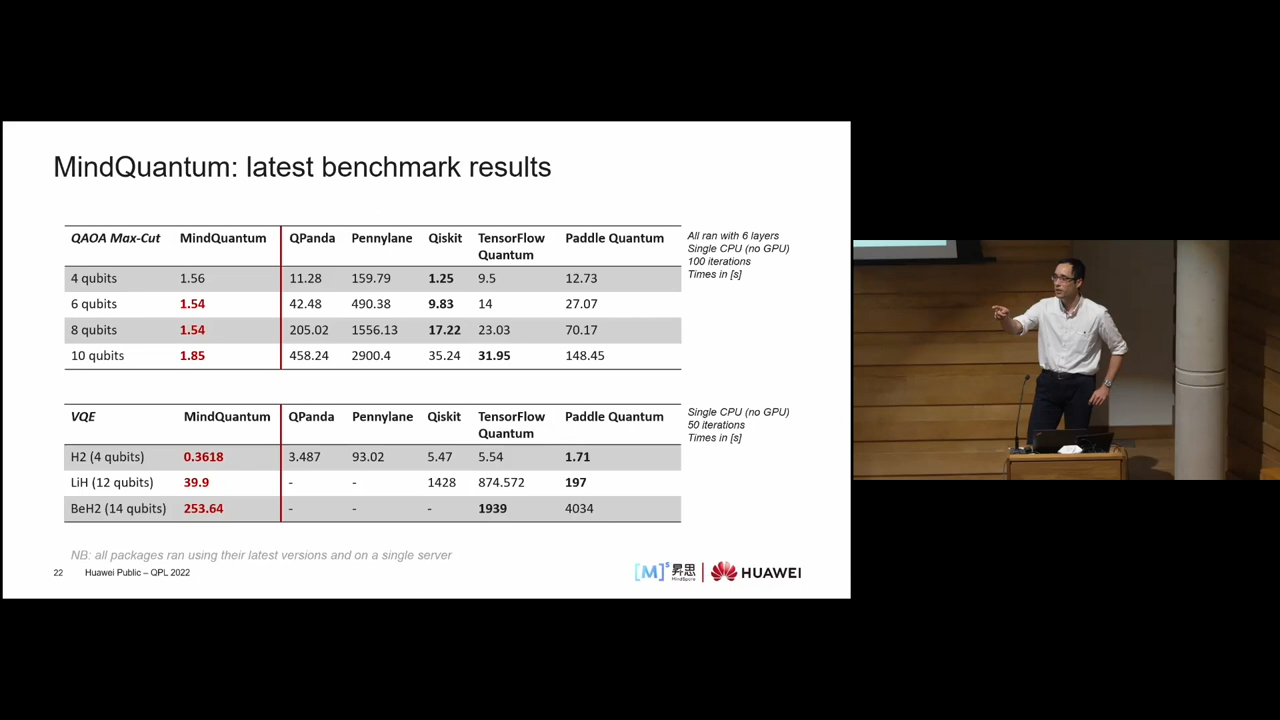 MindQuantum: latest benchmark results
QAOA Max-Cut MindQuantum QPanda Pennylane Qiskit TensorFlow Quantum Paddle Quantum
4 qubits 1.56 11.28 159.79 1.25 9.5 12.73
6 qubits 1.54 42.48 490.38 9.83 14 27.07
8 qubits 1.54 205.02 1556.13 17.22 23.03 70.17
10 qubits 1.85 458.24 2900.4 35.24 31.95 148.45
All ran with 6 layers
Single CPU (no GPU)
100 iterations
Times in [s]
VQE MindQuantum QPanda Pennylane Qiskit TensorFlow Quantum Paddle Quantum
H2 (4 qubits) 0.3618 3.487 93.02 5.47 5.54 1.71
LiH (12 qubits) 39.9 - - 1428 874.572 197
BeH2 (14 qubits) 253.64 - - - 1939 4034
Single CPU (no GPU)
50 iterations
Times in [s]
NB: all packages ran using their latest versions and on a single server
22 Huawei Public – QPL 2022
[M]s 昇思
MindSpore
HUAWEI